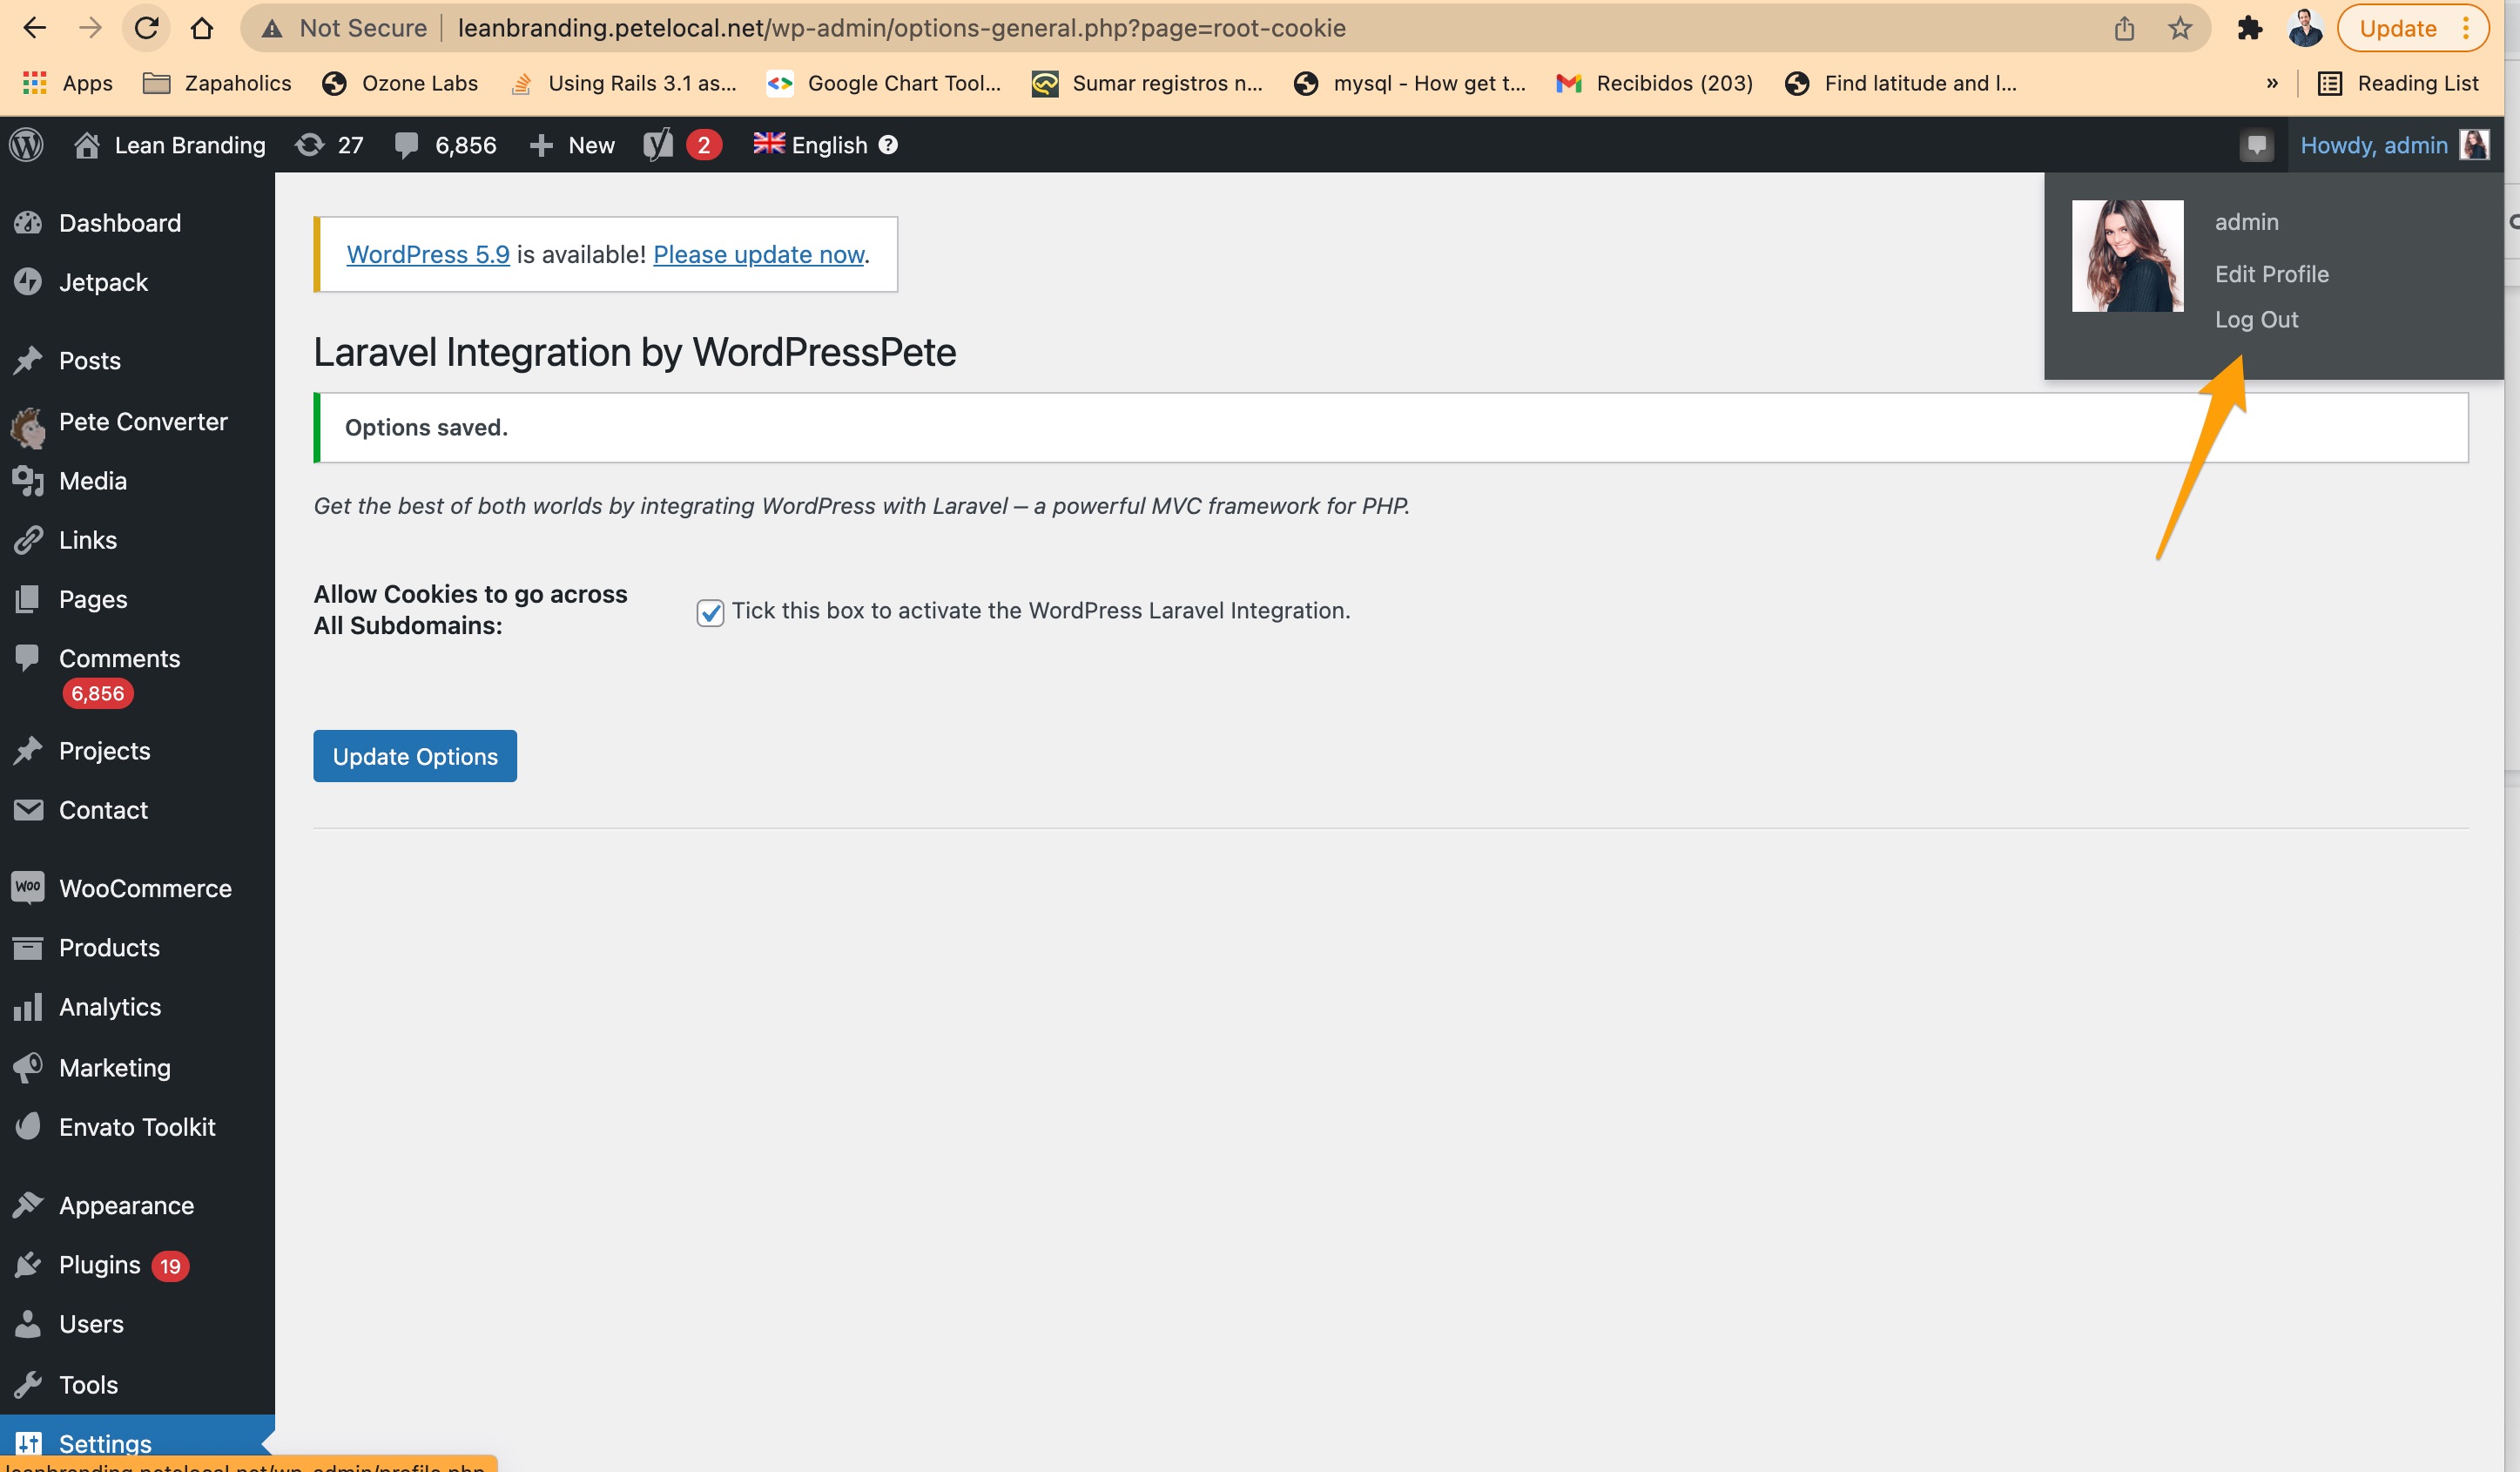 Not Secure leanbranding.petelocal.net/wp-admin/options-general.php?page=root-cookie Update
Apps Zapaholics Ozone Labs Using Rails 3.1 as... Google Chart Tool... Sumar registros n... mysql - How get t... Recibidos (203) Find latitude and l... » Reading List
Lean Branding 27 6,856 New 2 English Howdy, admin
admin
Edit Profile
Log Out
Dashboard
Jetpack
Posts
Pete Converter
Media
Links
Pages
Comments
6,856
Projects
Contact
Woo WooCommerce
Products
Analytics
Marketing
Envato Toolkit
Appearance
Plugins 19
Users
Tools
Settings
WordPress 5.9 is available! Please update now.
Laravel Integration by WordPressPete
Options saved.
Get the best of both worlds by integrating WordPress with Laravel – a powerful MVC framework for PHP.
Allow Cookies to go across
All Subdomains:
Tick this box to activate the WordPress Laravel Integration.
Update Options
leanbranding.petelocal.net/wp-admin/profile.php